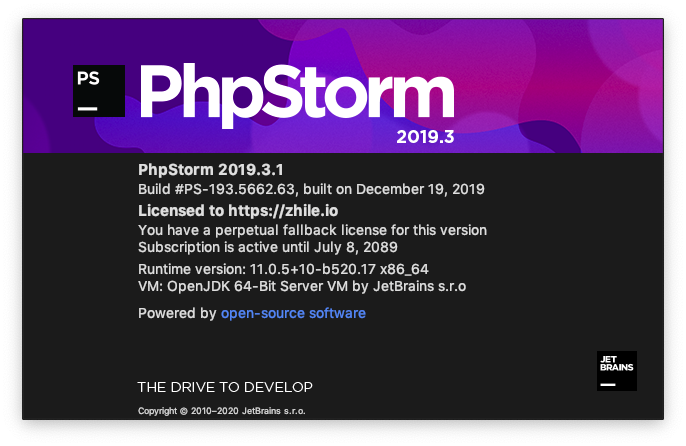 PS
PhpStorm
2019.3
PhpStorm 2019.3.1
Build #PS-193.5662.63, built on December 19, 2019
Licensed to https://zhile.io
You have a perpetual fallback license for this version
Subscription is active until July 8, 2089
Runtime version: 11.0.5+10-b520.17 x86_64
VM: OpenJDK 64-Bit Server VM by JetBrains s.r.o
Powered by open-source software
JET
BRAINS
THE DRIVE TO DEVELOP
Copyright © 2010–2020 JetBrains s.r.o.